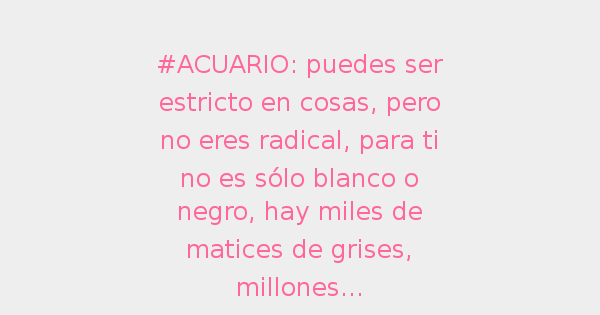 #ACUARIO: puedes ser
estricto en cosas, pero
no eres radical, para ti
no es sólo blanco o
negro, hay miles de
matices de grises,
millones...